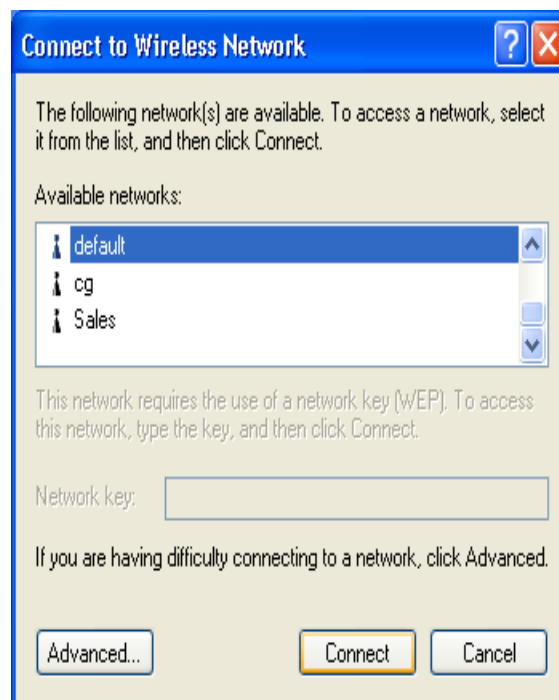 Connect to Wireless Network
?
The following network(s) are available. To access a network, select
it from the list, and then click Connect.
Available networks:
default
cg
Sales
This network requires the use of a network key (WEP). To access
this network, type the key, and then click Connect.
Network key:
If you are having difficulty connecting to a network, click Advanced.
Advanced... Connect Cancel